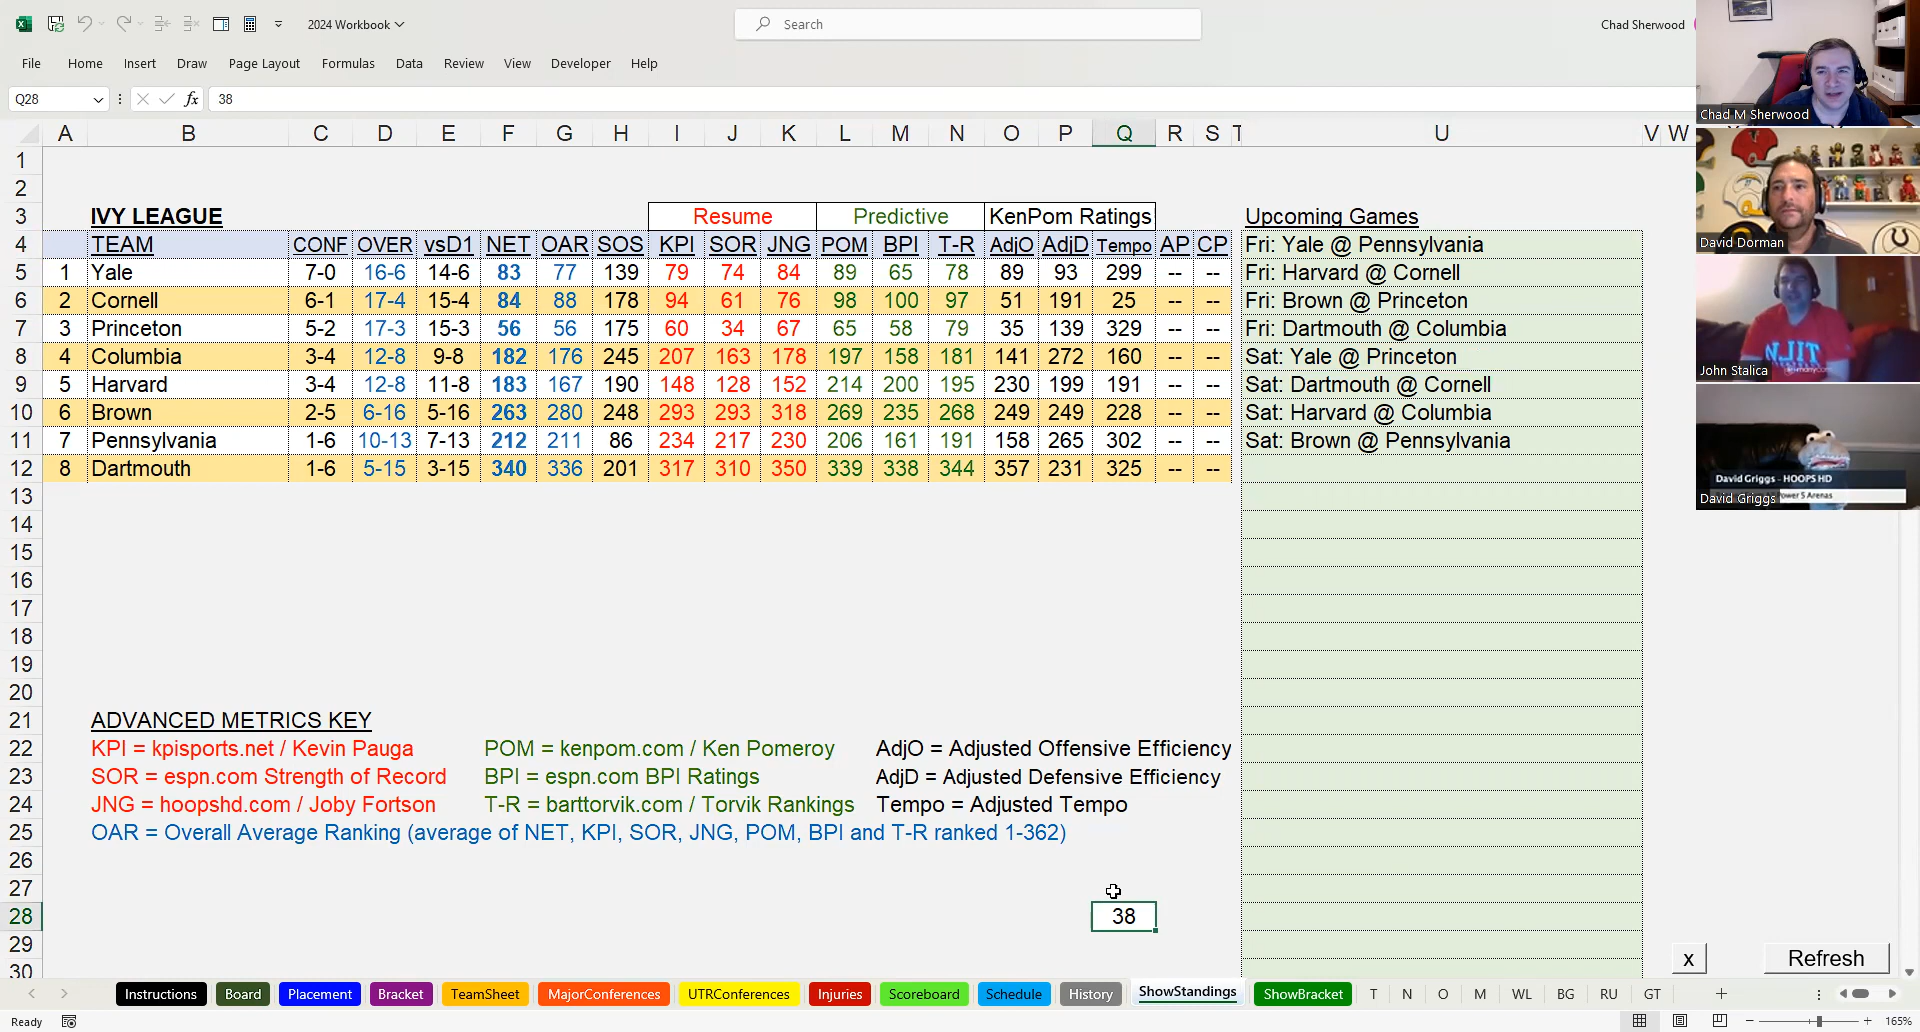 2024 Workbook
Search
Chad Sherwood
File Home Insert Draw Page Layout Formulas Data Review View Developer Help
Q28 fx 38
A B C D E F G H I J K L M N O P Q R S T U V W
1
2
3 IVY LEAGUE Resume Predictive KenPom Ratings Upcoming Games
4 TEAM CONF OVER vsD1 NET OAR SOS KPI SOR JNG POM BPI T-R AdjO AdjD Tempo AP CP Fri: Yale @ Pennsylvania
5 1 Yale 7-0 16-6 14-6 83 77 139 79 74 84 89 65 78 89 93 299 -- -- Fri: Harvard @ Cornell
6 2 Cornell 6-1 17-4 15-4 84 88 178 94 61 76 98 100 97 51 191 25 -- -- Fri: Brown @ Princeton
7 3 Princeton 5-2 17-3 15-3 56 56 175 60 34 67 65 58 79 35 139 329 -- -- Fri: Dartmouth @ Columbia
8 4 Columbia 3-4 12-8 9-8 182 176 245 207 163 178 197 158 181 141 272 160 -- -- Sat: Yale @ Princeton
9 5 Harvard 3-4 12-8 11-8 183 167 190 148 128 152 214 200 195 230 199 191 -- -- Sat: Dartmouth @ Cornell
10 6 Brown 2-5 6-16 5-16 263 280 248 293 293 318 269 235 268 249 249 228 -- -- Sat: Harvard @ Columbia
11 7 Pennsylvania 1-6 10-13 7-13 212 211 86 234 217 230 206 161 191 158 265 302 -- -- Sat: Brown @ Pennsylvania
12 8 Dartmouth 1-6 5-15 3-15 340 336 201 317 310 350 339 338 344 357 231 325 -- --
13
14
15
16
17
18
19
20
21 ADVANCED METRICS KEY
22 KPI = kpisports.net / Kevin Pauga POM = kenpom.com / Ken Pomeroy AdjO = Adjusted Offensive Efficiency
23 SOR = espn.com Strength of Record BPI = espn.com BPI Ratings AdjD = Adjusted Defensive Efficiency
24 JNG = hoopshd.com / Joby Fortson T-R = barttorvik.com / Torvik Rankings Tempo = Adjusted Tempo
25 OAR = Overall Average Ranking (average of NET, KPI, SOR, JNG, POM, BPI and T-R ranked 1-362)
26
27
28 38
29
30
x Refresh
Instructions Board Placement Bracket TeamSheet MajorConferences UTRConferences Injuries Scoreboard Schedule History ShowStandings ShowBracket T N O M WL BG RU GT
Ready 165%
Chad M Sherwood
David Dorman
NJIT
John Stalica
David Griggs - HOOPS HD
ower 5 Arenas
David Griggs